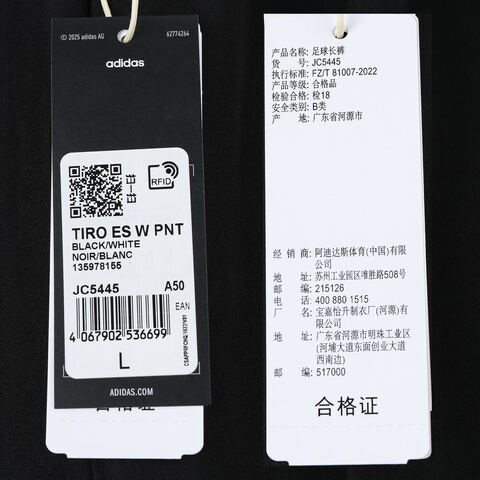 © 2025 adidas AG
62774264
adidas
RFID
TIRO ES W PNT
BLACK/WHITE
NOIR/BLANC
135978155
JC5445
A50
EAN
4 067902 536699
L
ADIDAS.COM
合格证
产品名称: 足球长裤
货 号: JC5445
执行标准: FZ/T 81007-2022
产品等级: 合格品
检验合格: 检18
安全类别: B类
产 地: 广东省河源市
经 销 商: 阿迪达斯体育(中国)有限
公司
地 址: 苏州工业园区唯胜路508号
邮 编: 215126
电 话: 400 880 1515
厂 名: 宝嘉怡升制衣厂(河源)有
限公司
地 址: 广东省河源市明珠工业区
(河埔大道东面创业大道
西南边)
邮 编: 517000
合格证